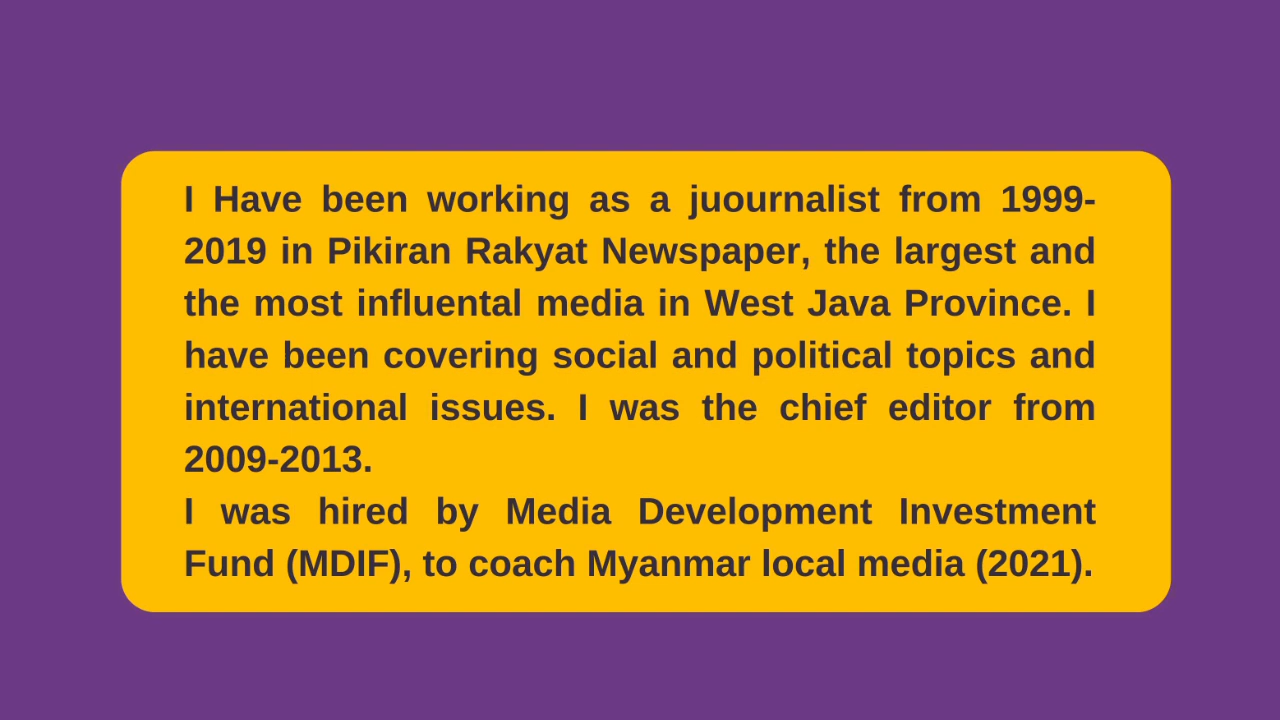 I Have been working as a juournalist from 1999-
2019 in Pikiran Rakyat Newspaper, the largest and
the most influental media in West Java Province. I
have been covering social and political topics and
international issues. I was the chief editor from
2009-2013.
I was hired by Media Development Investment
Fund (MDIF), to coach Myanmar local media (2021).